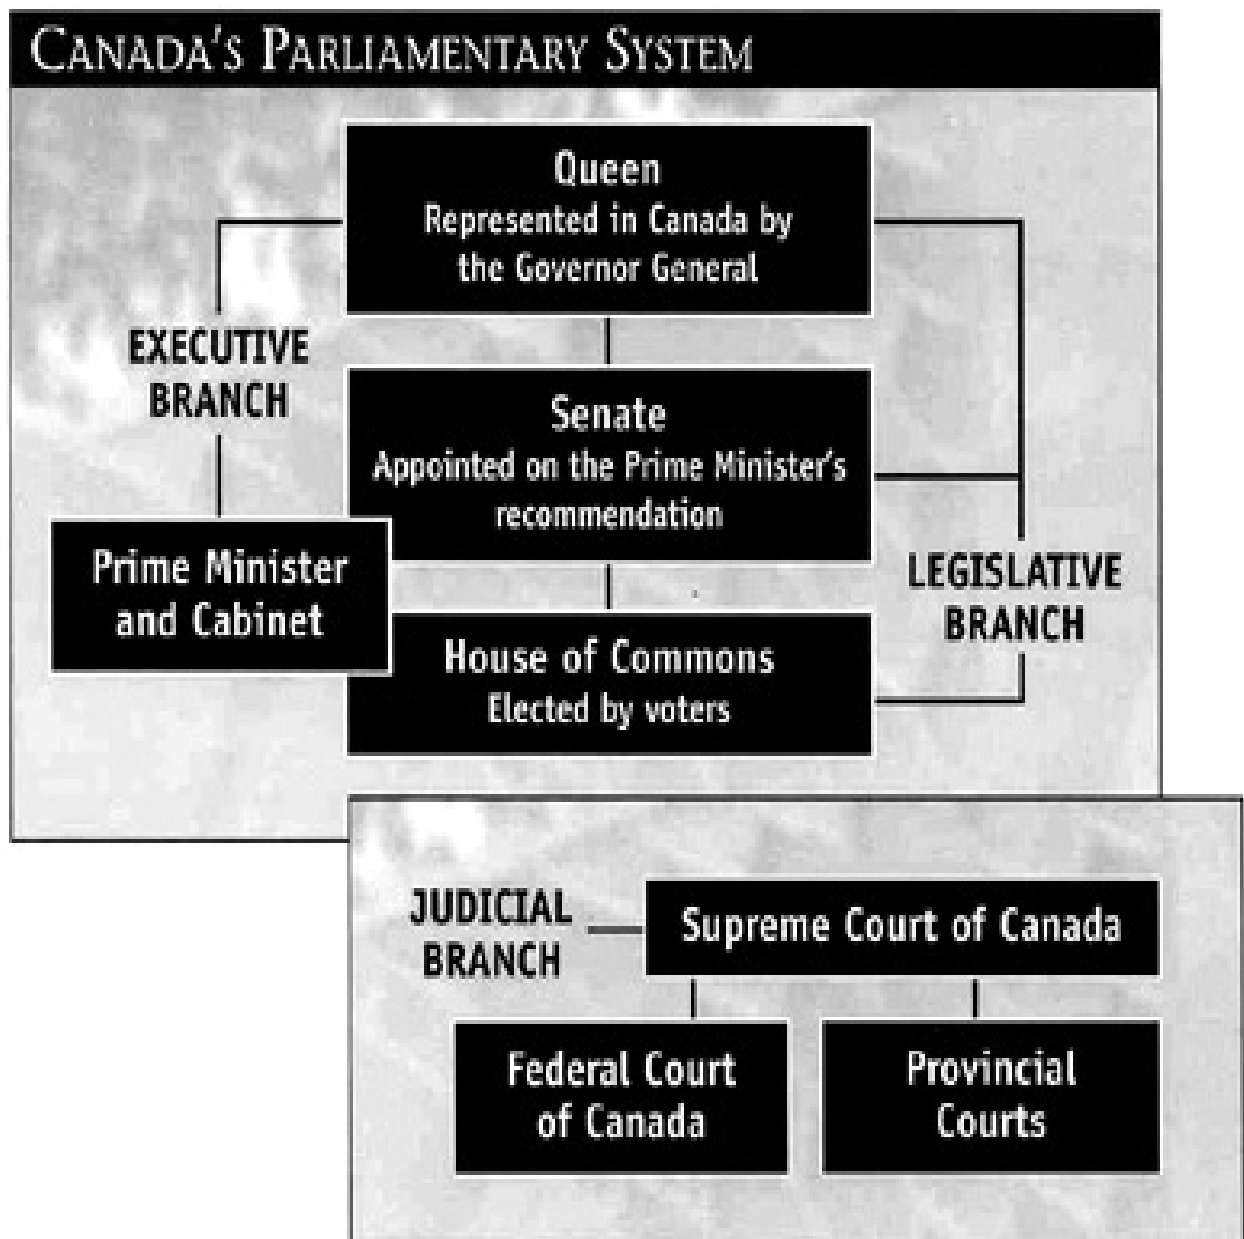 CANADA'S PARLIAMENTARY SYSTEM
Queen
Represented in Canada by
the Governor General
EXECUTIVE
BRANCH
Senate
Appointed on the Prime Minister's
recommendation
Prime Minister
and Cabinet
LEGISLATIVE
BRANCH
House of Commons
Elected by voters
JUDICIAL
BRANCH
Supreme Court of Canada
Federal Court
of Canada
Provincial
Courts